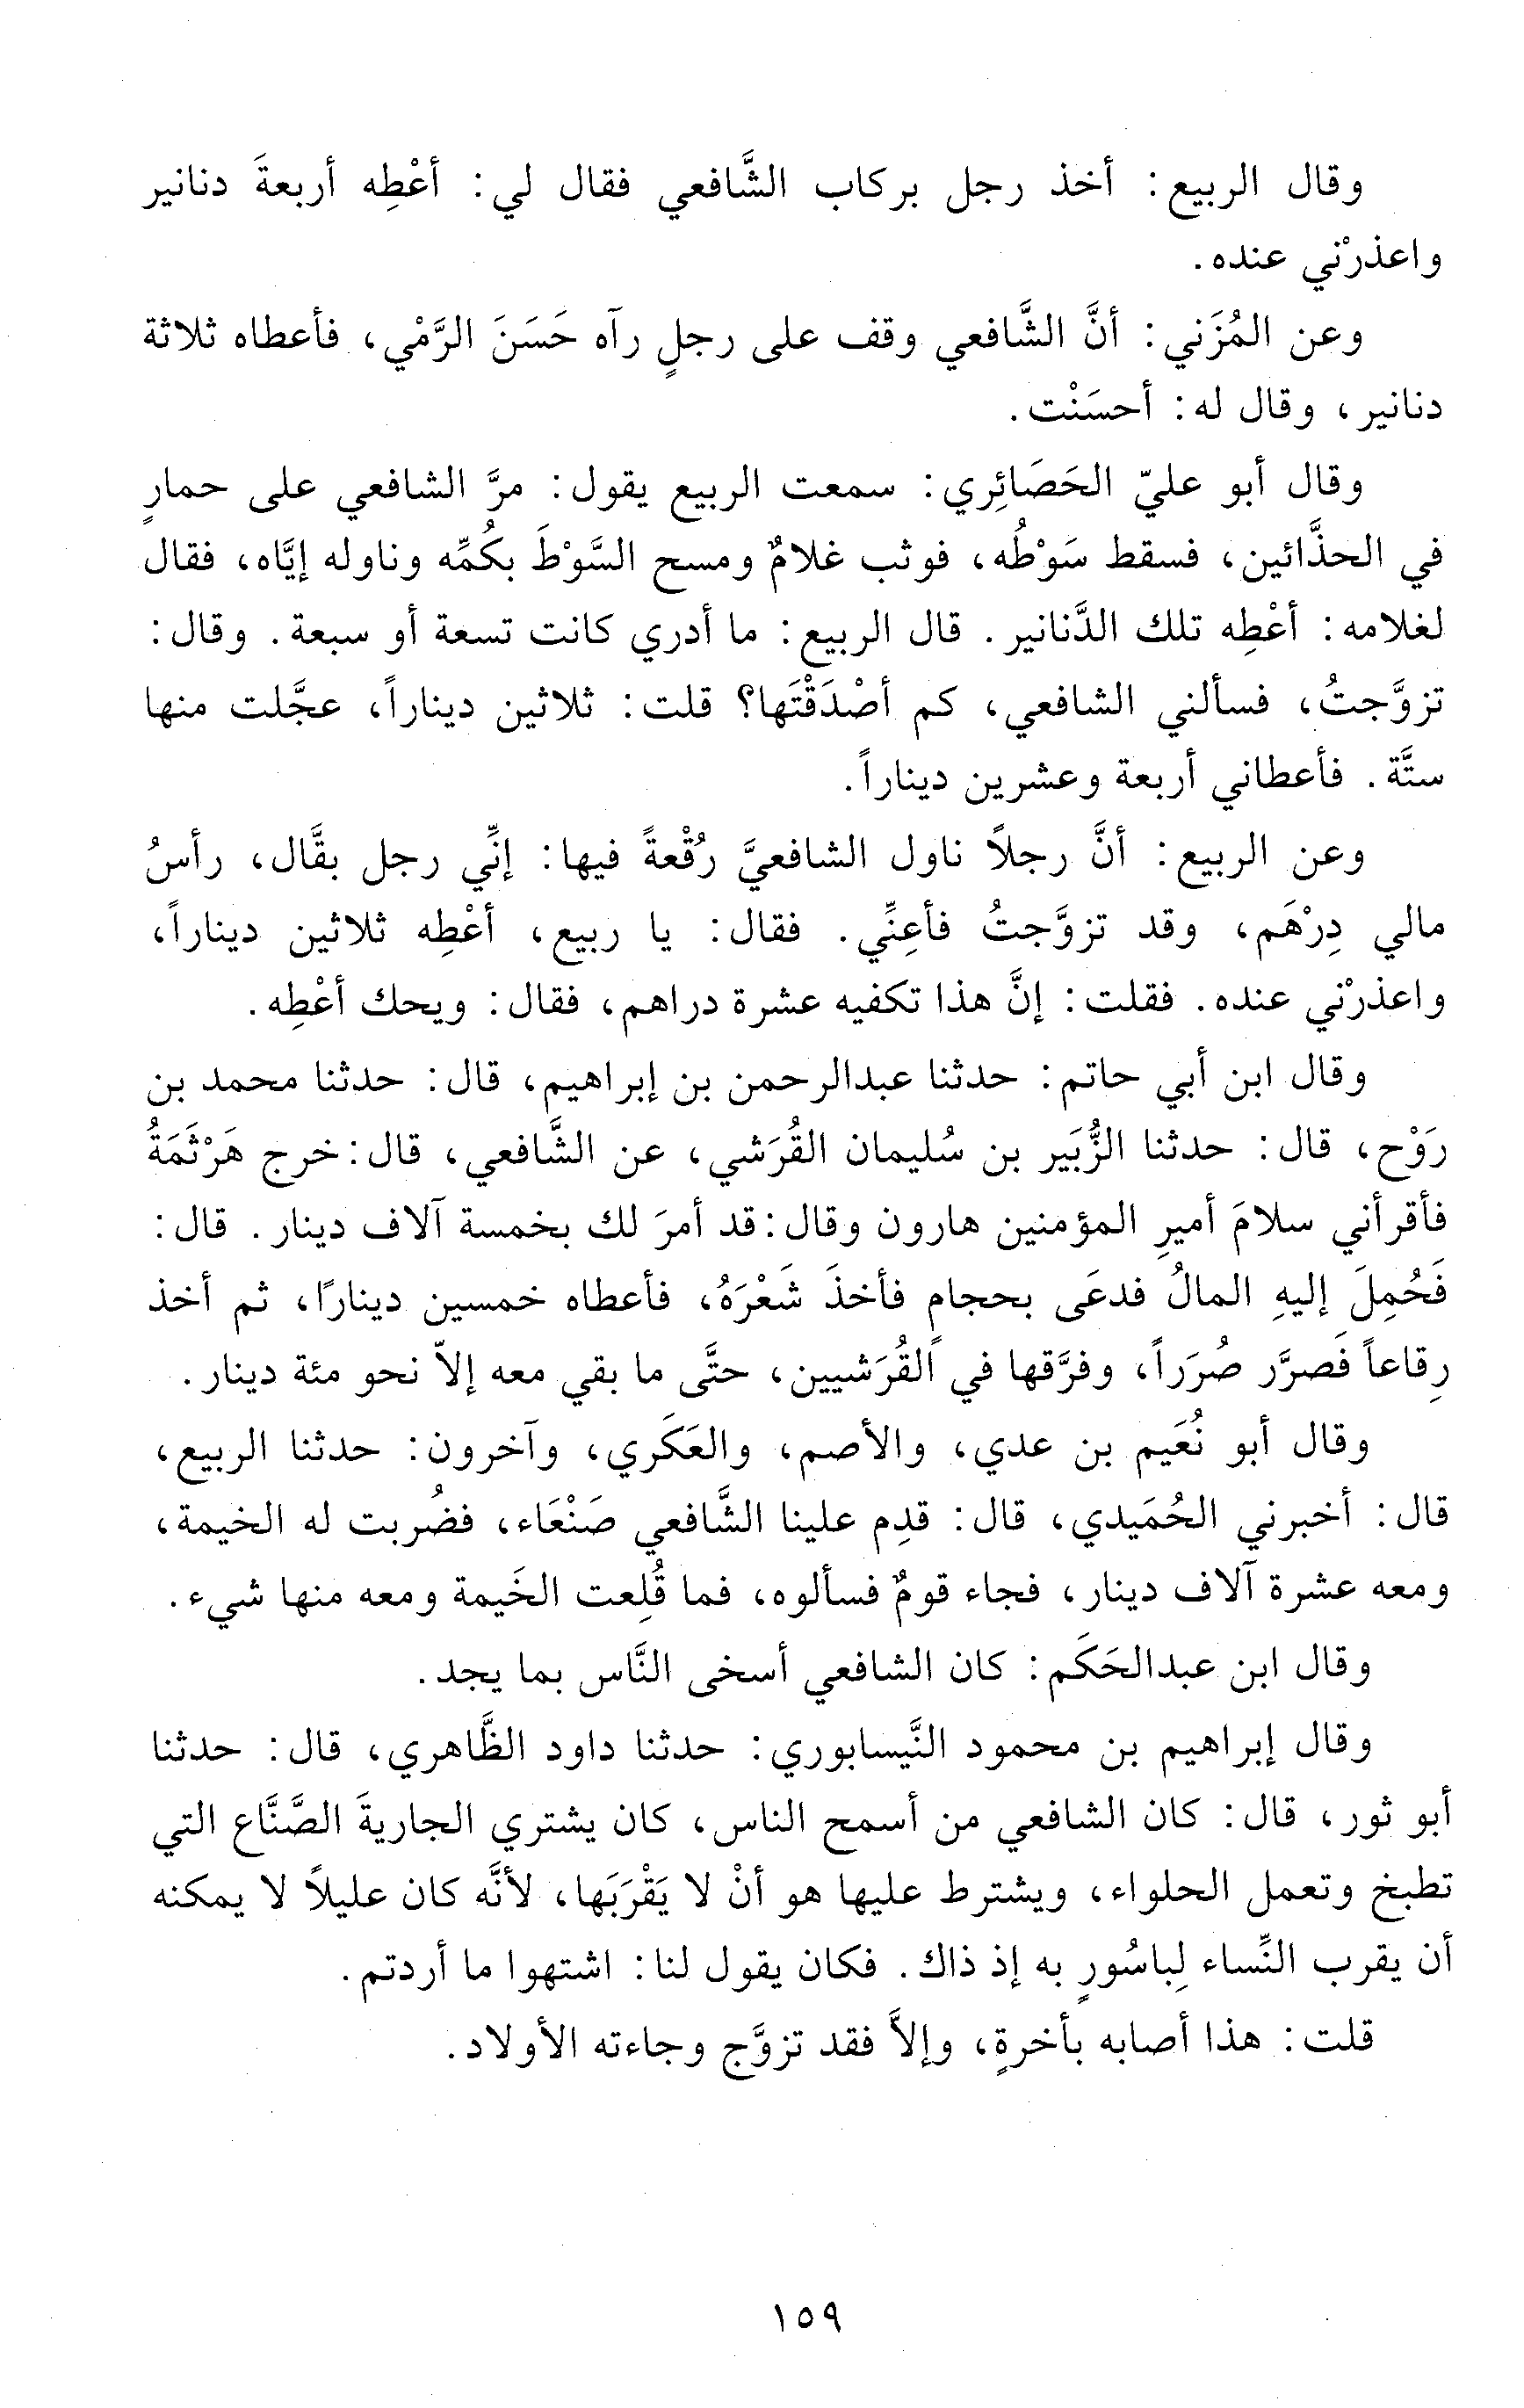 وقال الربيع: أخذ رجل بركاب الشَّافعي فقال لي: أعْطِه أربعةَ دنانير
واعذرْني عنده.
وعن المُزَني: أنَّ الشَّافعي وقف على رجلٍ رآه حَسَنَ الرَّمْي، فأعطاه ثلاثة
دنانير، وقال له: أحسَنْت.
وقال أبو عليّ الحَصَائِري: سمعت الربيع يقول: مرَّ الشافعي على حمارٍ
في الحذَّائين، فسقط سَوْطُه، فوثب غلامٌ ومسح السَّوْطَ بكُمِّه وناوله إيَّاه، فقال
لغلامه: أعْطِه تلك الدَّنانير. قال الربيع: ما أدري كانت تسعة أو سبعة. وقال:
تزوَّجتُ، فسألني الشافعي، كم أصْدَقْتَها؟ قلت: ثلاثين ديناراً، عجَّلت منها
ستَّة. فأعطاني أربعة وعشرين ديناراً.
وعن الربيع: أنَّ رجلاً ناول الشافعيَّ رُقْعةً فيها: إنِّي رجل بقَّال، رأسُ
مالي دِرْهَم، وقد تزوَّجتُ فأعِنِّي. فقال: يا ربيع، أعْطِه ثلاثين ديناراً،
واعذرْني عنده. فقلت: إنَّ هذا تكفيه عشرة دراهم، فقال: ويحك أعْطِه.
وقال ابن أبي حاتم: حدثنا عبدالرحمن بن إبراهيم، قال: حدثنا محمد بن
رَوْح، قال: حدثنا الزُّبَير بن سُليمان القُرَشي، عن الشَّافعي، قال: خرج هَرْثَمَةُ
فأقرأني سلامَ أميرِ المؤمنين هارون وقال: قد أمرَ لك بخمسة آلاف دينار. قال:
فَحُمِلَ إليهِ المالُ فدعَى بحجام فأخذَ شَعْرَهُ، فأعطاه خمسين دينارًا، ثم أخذ
رِقاعاً فَصرَّر صُرَراً، وفرَّقها في القُرَشيين، حتَّى ما بقي معه إلاّ نحو مئة دينار.
وقال أبو نُعَيم بن عدي، والأصم، والعَكَري، وآخرون: حدثنا الربيع،
قال: أخبرني الحُمَيدي، قال: قدِم علينا الشَّافعي صَنْعَاء، فضُربت له الخيمة،
ومعه عشرة آلاف دينار، فجاء قومٌ فسألوه، فما قُلِعت الخَيمة ومعه منها شيء.
وقال ابن عبدالحَكَم: كان الشافعي أسخى النَّاس بما يجد.
وقال إبراهيم بن محمود النَّيسابوري: حدثنا داود الظَّاهري، قال: حدثنا
أبو ثور، قال: كان الشافعي من أسمح الناس، كان يشتري الجاريةَ الصَّنَّاع التي
تطبخ وتعمل الحلواء، ويشترط عليها هو أنْ لا يَقْرَبَها، لأنَّه كان عليلاً لا يمكنه
أن يقرب النِّساء لِباسُورٍ به إذ ذاك. فكان يقول لنا: اشتهوا ما أردتم.
قلت: هذا أصابه بأخرةٍ، وإلاَّ فقد تزوَّج وجاءته الأولاد.
١٥٩